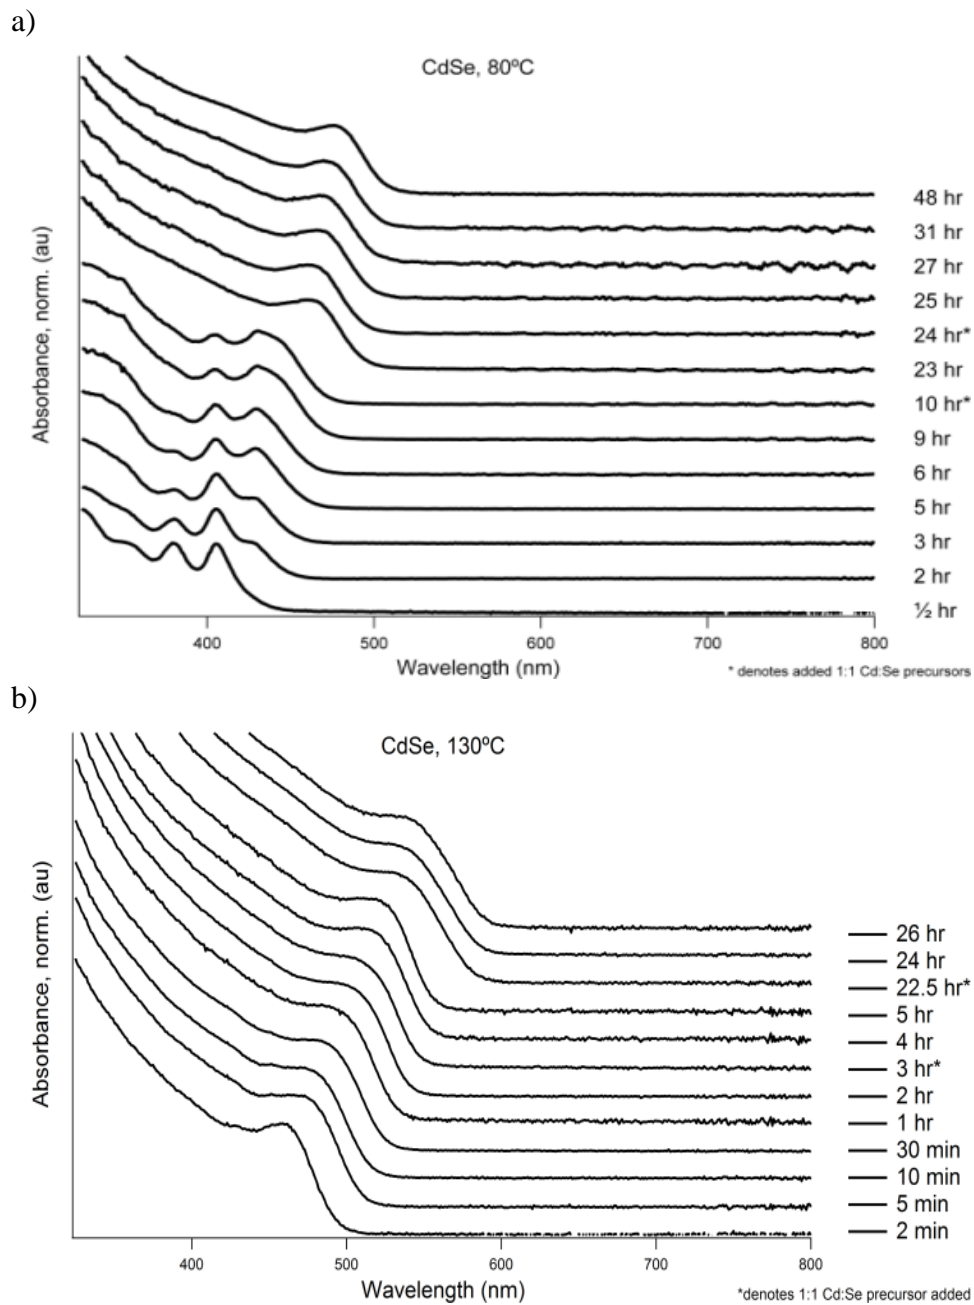 a)
CdSe, 80ºC
Absorbance, norm. (au)
48 hr
31 hr
27 hr
25 hr
24 hr*
23 hr
10 hr*
9 hr
6 hr
5 hr
3 hr
2 hr
½ hr
400
500
600
700
800
Wavelength (nm)
* denotes added 1:1 Cd:Se precursors
b)
CdSe, 130ºC
Absorbance, norm. (au)
26 hr
24 hr
22.5 hr*
5 hr
4 hr
3 hr*
2 hr
1 hr
30 min
10 min
5 min
2 min
400
500
600
700
800
Wavelength (nm)
*denotes 1:1 Cd:Se precursor added